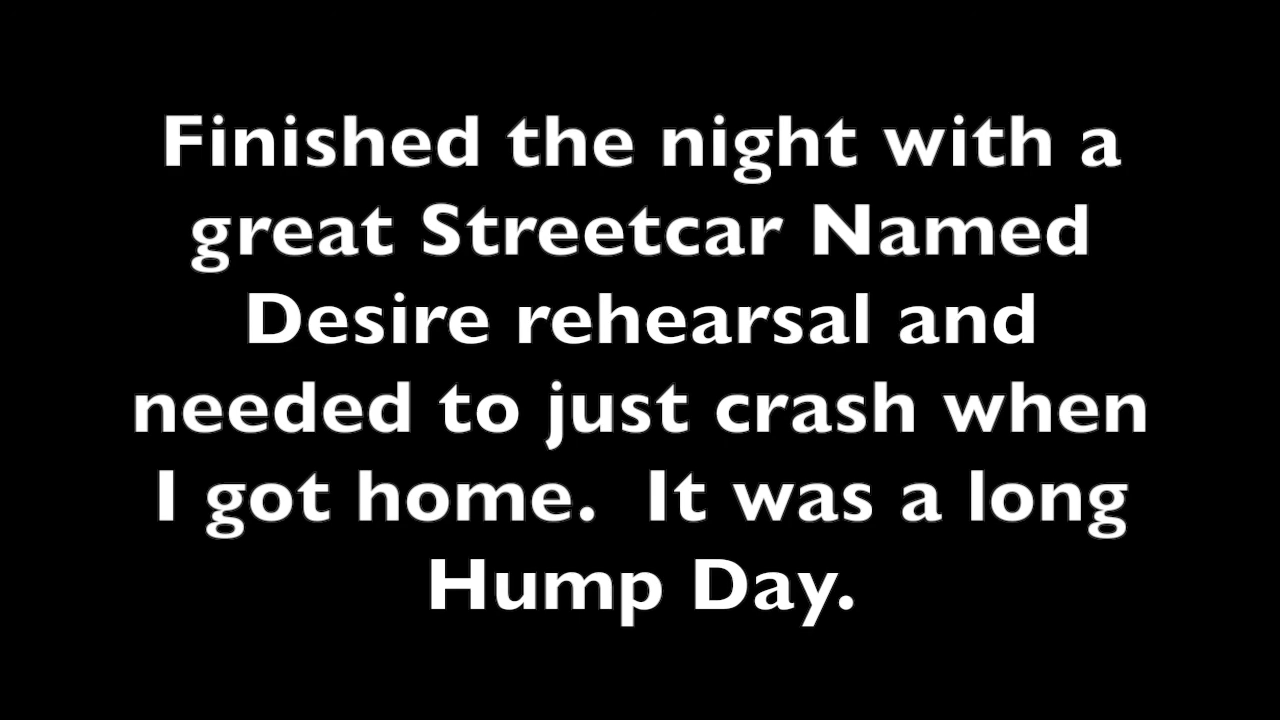 Finished the night with a
great Streetcar Named
Desire rehearsal and
needed to just crash when
I got home.  It was a long
Hump Day.